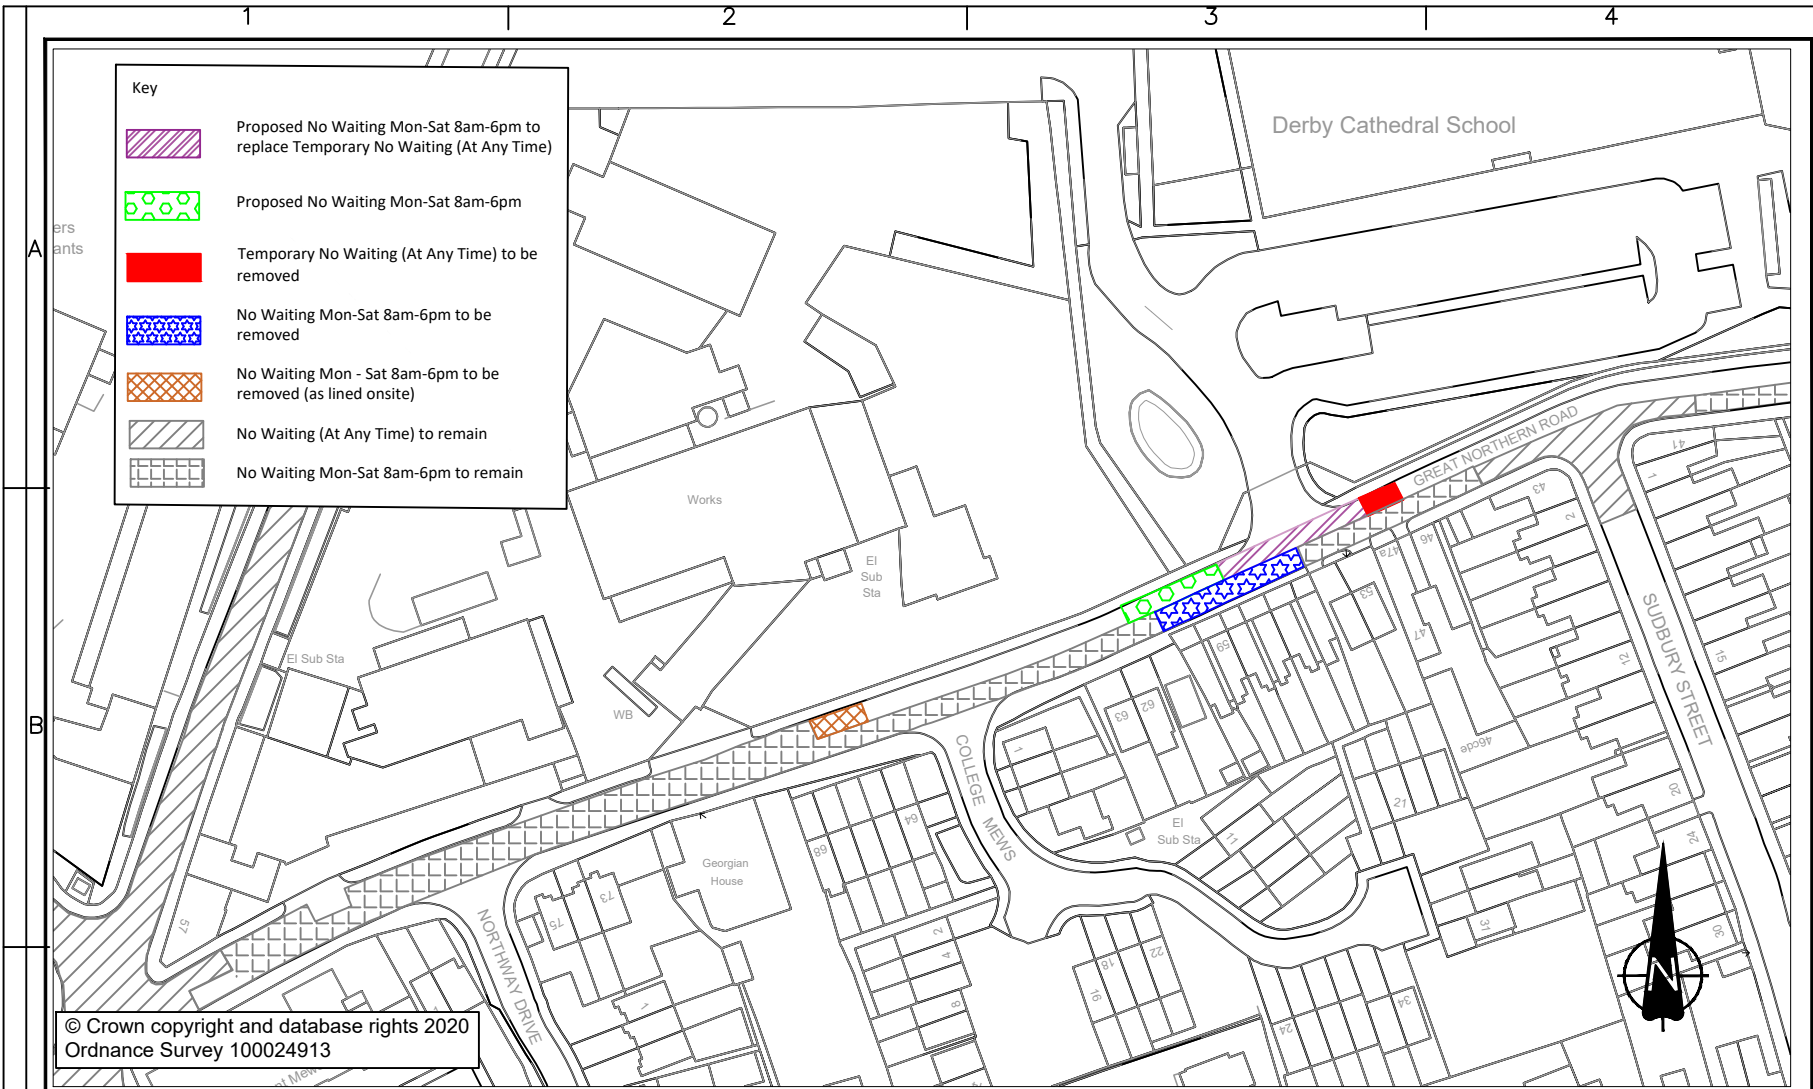 1
2
3
4
A
B
Key
Proposed No Waiting Mon-Sat 8am-6pm to
replace Temporary No Waiting (At Any Time)
Proposed No Waiting Mon-Sat 8am-6pm
Temporary No Waiting (At Any Time) to be
removed
No Waiting Mon-Sat 8am-6pm to be
removed
No Waiting Mon - Sat 8am-6pm to be
removed (as lined onsite)
No Waiting (At Any Time) to remain
No Waiting Mon-Sat 8am-6pm to remain
ers
ants
Derby Cathedral School
GREAT NORTHERN ROAD
Works
El
Sub
Sta
El Sub Sta
WB
41
1
43
2
46
47a
53
47
59
62
63
1
12
15
SUDBURY STREET
46cde
20
24
30
21
11
31
El
Sub Sta
COLLEGE MEWS
64
68
Georgian
House
73
75
57
NORTHWAY DRIVE
1
2
4
8
16
18
22
24
34
N
© Crown copyright and database rights 2020
Ordnance Survey 100024913